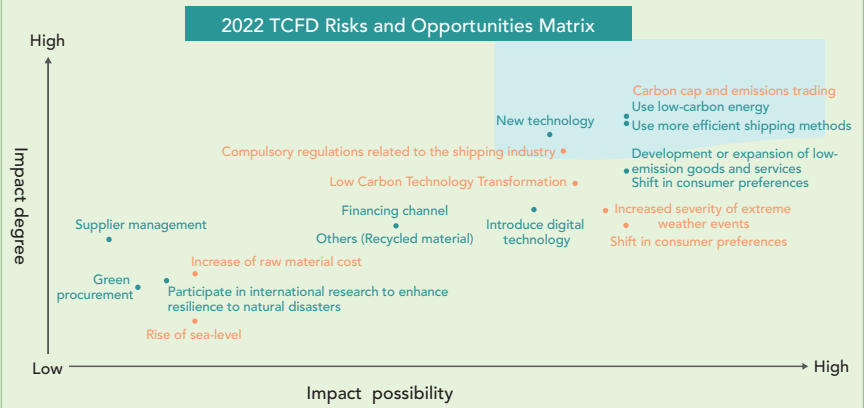 2022 TCFD Risks and Opportunities Matrix
High
Carbon cap and emissions trading
Use low-carbon energy
New technology
Use more efficient shipping methods
Compulsory regulations related to the shipping industry
Development or expansion of low-
emission goods and services
Low Carbon Technology Transformation
Shift in consumer preferences
Impact degree
Financing channel
Increased severity of extreme
weather events
Supplier management
Introduce digital
technology
Others (Recycled material)
Shift in consumer preferences
Increase of raw material cost
Green
procurement
Participate in international research to enhance
resilience to natural disasters
Rise of sea-level
Low
High
Impact possibility